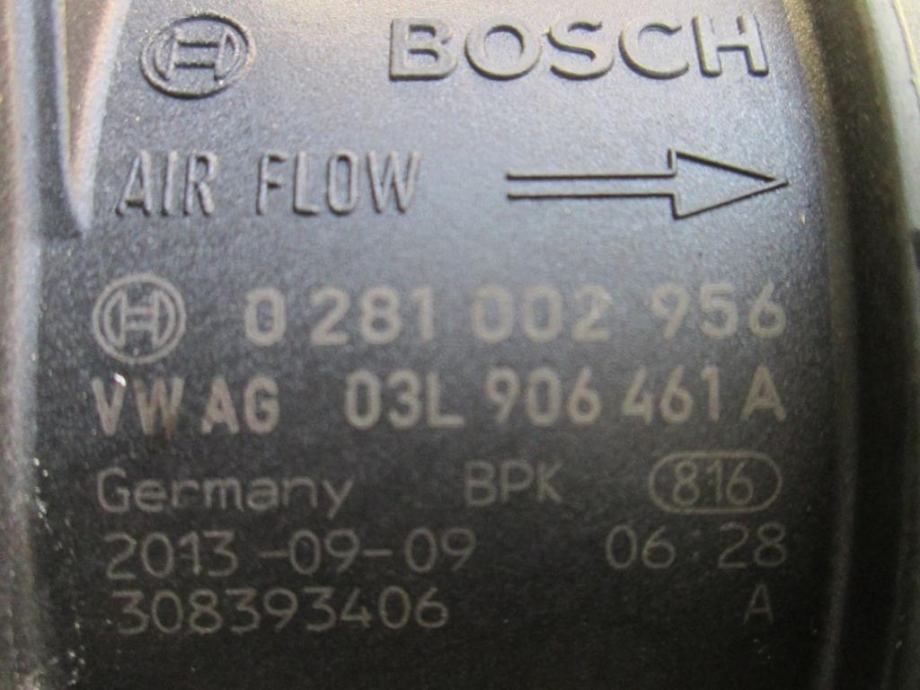 BOSCH
AIR FLOW
0 281 002 956
VW AG 03L 906 461 A
Germany BPK 816
2013-09-09 06:28
308393406 A